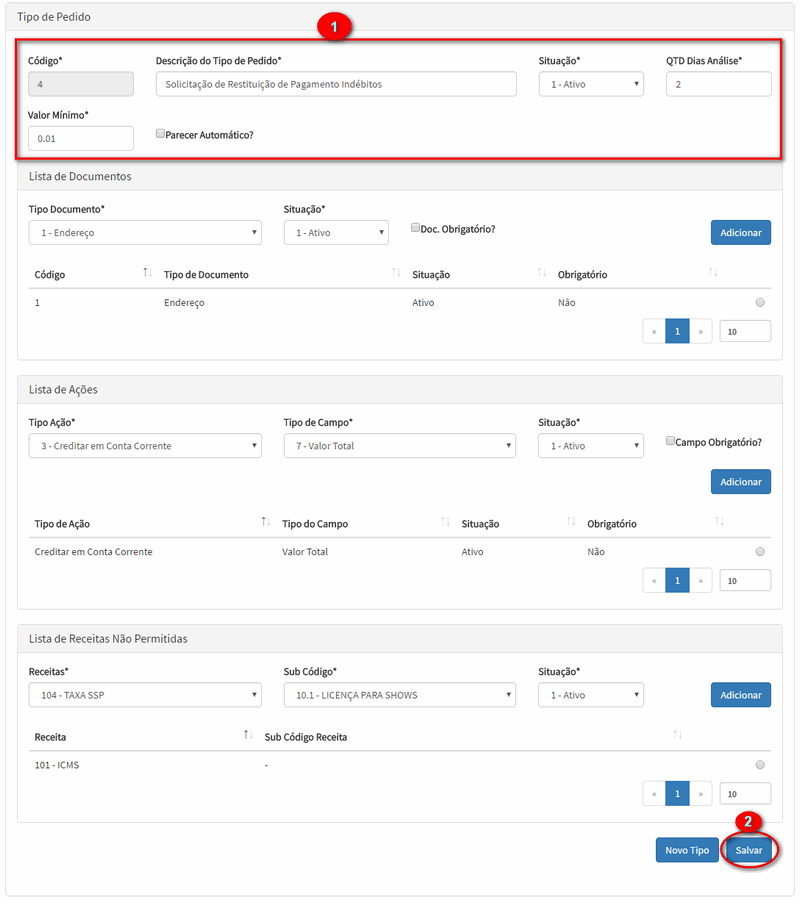 Tipo de Pedido
1
Código* Descrição do Tipo de Pedido* Situação* QTD Dias Análise*
4 Solicitação de Restituição de Pagamento Indébitos 1 - Ativo 2
Valor Mínimo*
0.01 Parecer Automático?
Lista de Documentos
Tipo Documento* Situação*
1 - Endereço 1 - Ativo Doc. Obrigatório? Adicionar
Código Tipo de Documento Situação Obrigatório
1 Endereço Ativo Não
« 1 » 10
Lista de Ações
Tipo Ação* Tipo de Campo* Situação*
3 - Creditar em Conta Corrente 7 - Valor Total 1 - Ativo Campo Obrigatório?
Adicionar
Tipo de Ação Tipo do Campo Situação Obrigatório
Creditar em Conta Corrente Valor Total Ativo Não
« 1 » 10
Lista de Receitas Não Permitidas
Receitas* Sub Código* Situação*
104 - TAXA SSP 10.1 - LICENÇA PARA SHOWS 1 - Ativo Adicionar
Receita Sub Código Receita
101 - ICMS -
« 1 » 10
2
Novo Tipo Salvar